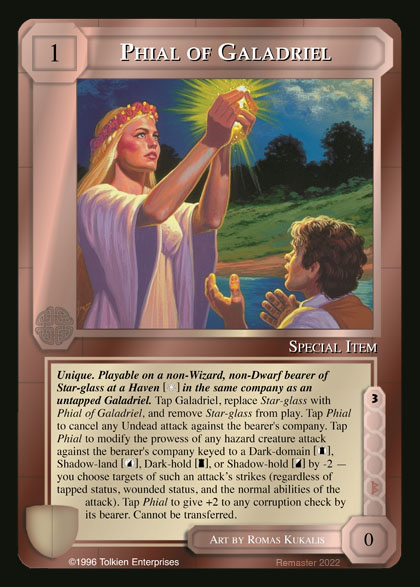 1
PHIAL OF GALADRIEL
SPECIAL ITEM
Unique. Playable on a non-Wizard, non-Dwarf bearer of
Star-glass at a Haven [ ] in the same company as an
untapped Galadriel. Tap Galadriel, replace Star-glass with
Phial of Galadriel, and remove Star-glass from play. Tap Phial
to cancel any Undead attack against the bearer's company. Tap
Phial to modify the prowess of any hazard creature attack
against the berarer's company keyed to a Dark-domain [ ],
Shadow-land [ ], Dark-hold [ ], or Shadow-hold [ ] by -2 —
you choose targets of such an attack's strikes (regardless of
tapped status, wounded status, and the normal abilities of the
attack). Tap Phial to give +2 to any corruption check by
its bearer. Cannot be transferred.
3
ART BY ROMAS KUKALIS
0
©1996 Tolkien Enterprises
Remaster 2022